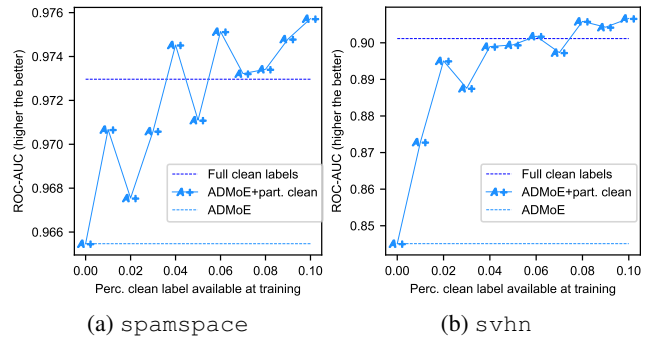 0.976
0.974
0.972
0.970
0.968
0.966
ROC-AUC (higher the better)
Full clean labels
ADMoE+part. clean
ADMoE
0.00 0.02 0.04 0.06 0.08 0.10
Perc. clean label available at training
(a) spamspace
0.90
0.89
0.88
0.87
0.86
0.85
ROC-AUC (higher the better)
Full clean labels
ADMoE+part. clean
ADMoE
0.00 0.02 0.04 0.06 0.08 0.10
Perc. clean label available at training
(b) svhn